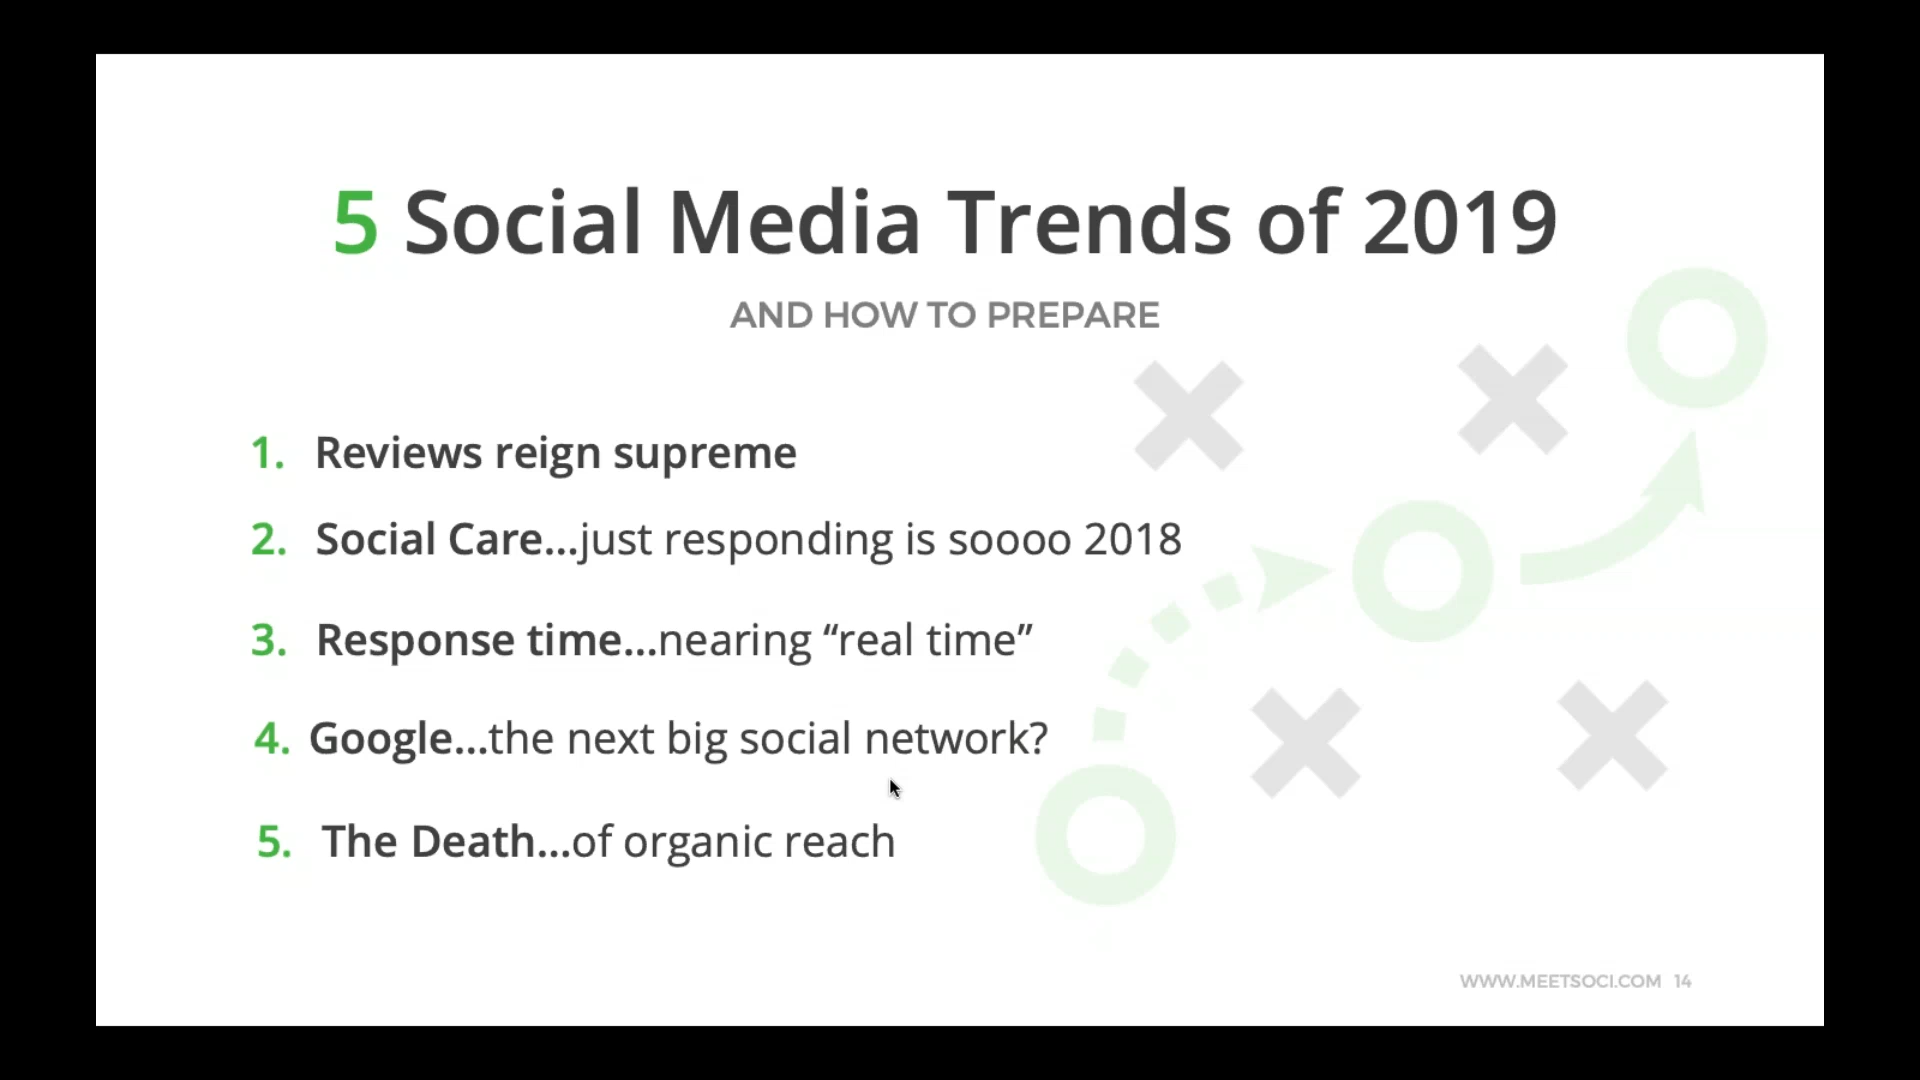 5 Social Media Trends of 2019
AND HOW TO PREPARE
1. Reviews reign supreme
2. Social Care...just responding is soooo 2018
3. Response time...nearing “real time”
4. Google...the next big social network?
5. The Death...of organic reach
WWW.MEETSOCI.COM 14